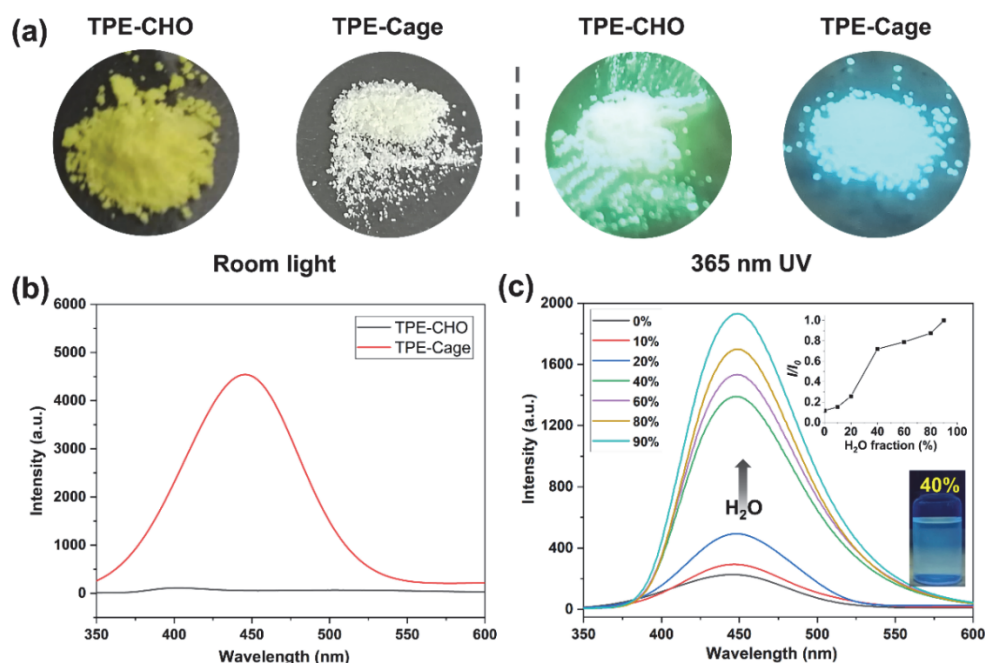 (a)
TPE-CHO TPE-Cage TPE-CHO TPE-Cage
Room light 365 nm UV
(b)
6000
5000
4000
3000
2000
1000
0
Intensity (a.u.)
TPE-CHO
TPE-Cage
350 400 450 500 550 600
Wavelength (nm)
(c)
2000
1600
1200
800
400
0
Intensity (a.u.)
0%
10%
20%
40%
60%
80%
90%
H₂O
350 400 450 500 550 600
Wavelength (nm)
1.0
0.8
0.6
0.4
0.2
0.0
I/I₀
0 20 40 60 80 100
H₂O fraction (%)
40%